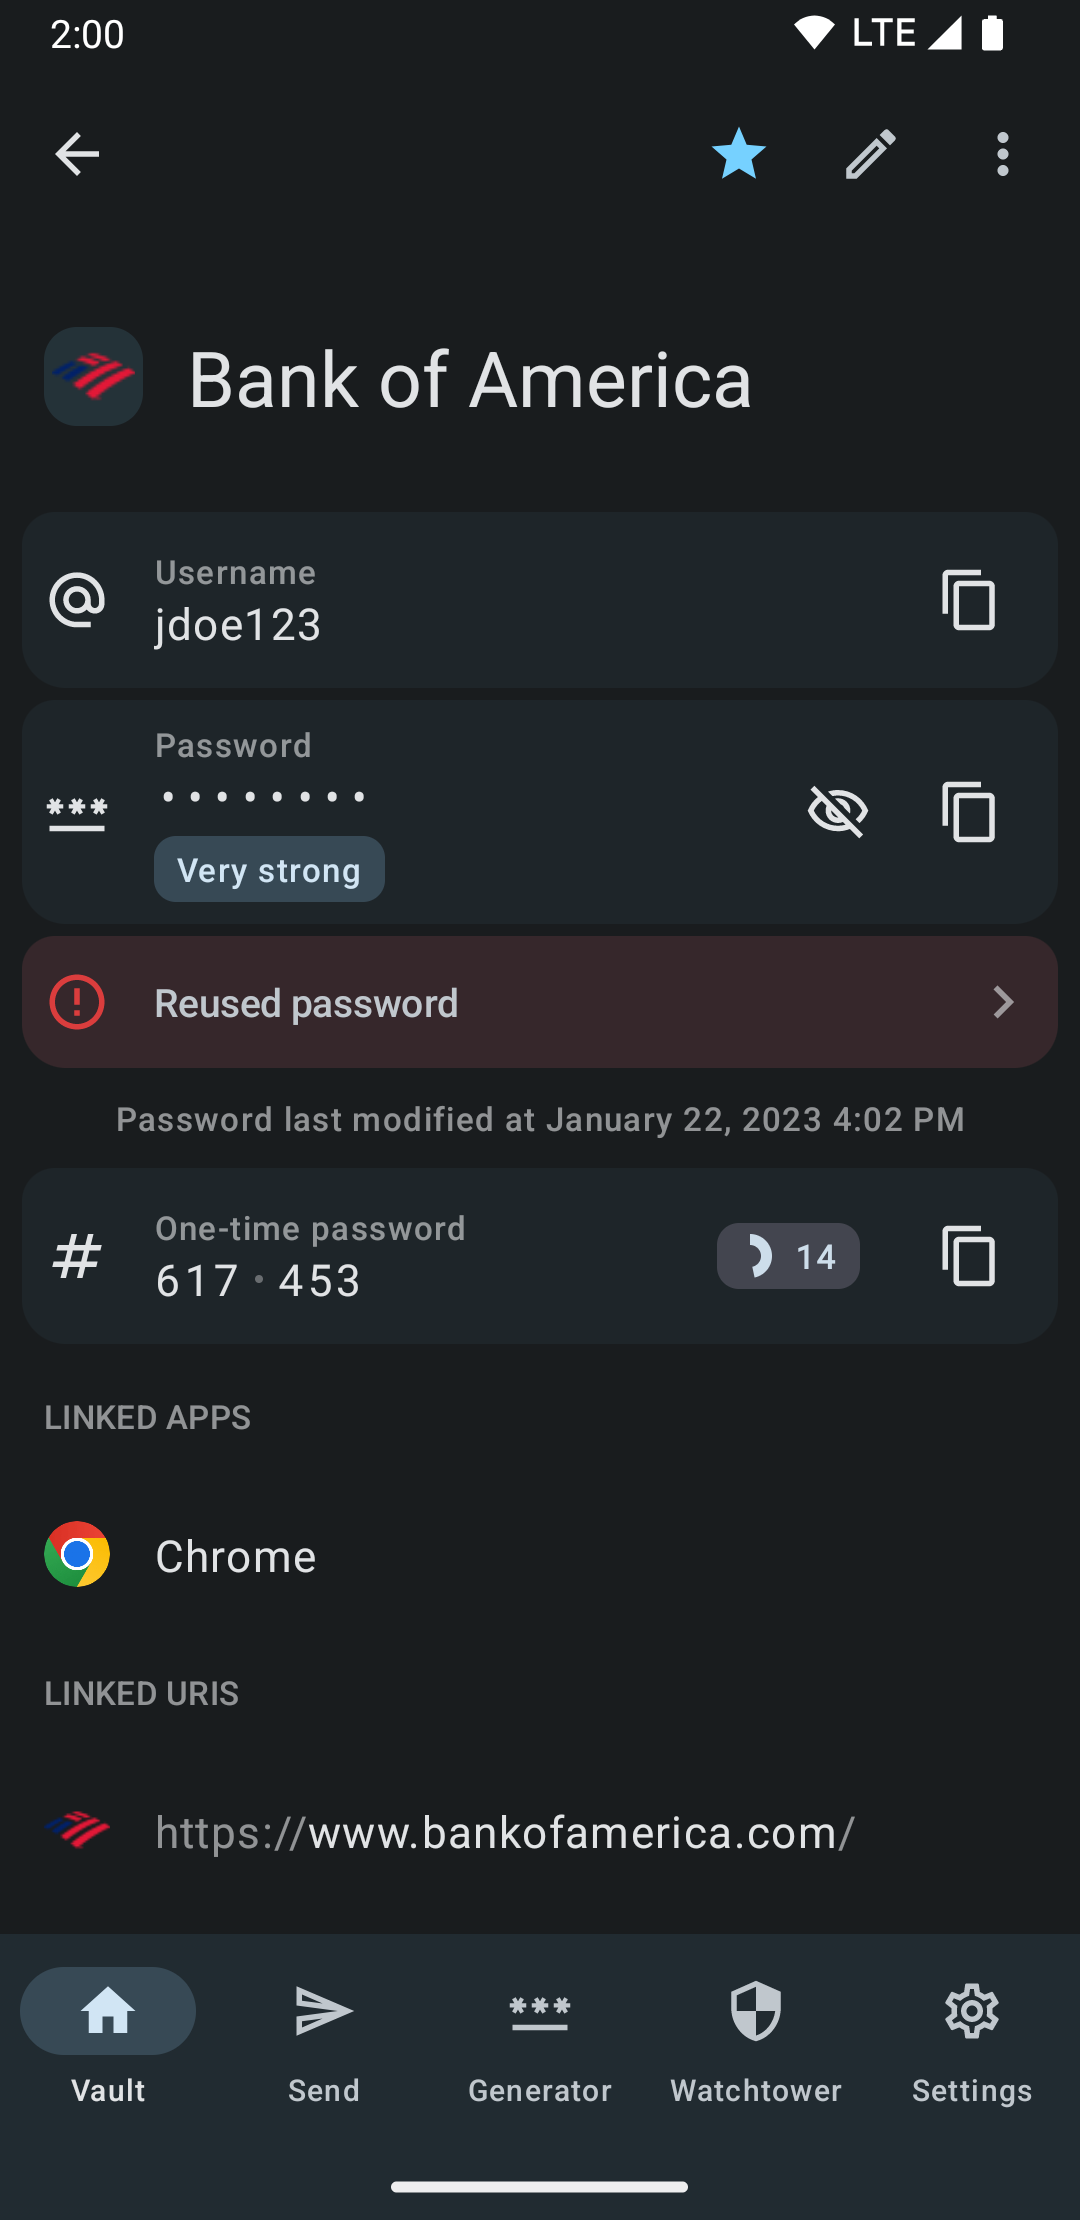 2:00 LTE
Bank of America
Username
jdoe123
Password
••••••••
Very strong
Reused password
Password last modified at January 22, 2023 4:02 PM
One-time password
617•453
14
LINKED APPS
Chrome
LINKED URIS
https://www.bankofamerica.com/
Vault Send Generator Watchtower Settings